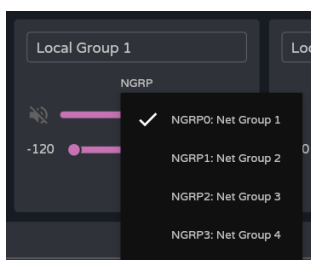 Local Group 1
Loc
NGRP
NGRP0: Net Group 1
-120
0
NGRP1: Net Group 2
NGRP2: Net Group 3
NGRP3: Net Group 4